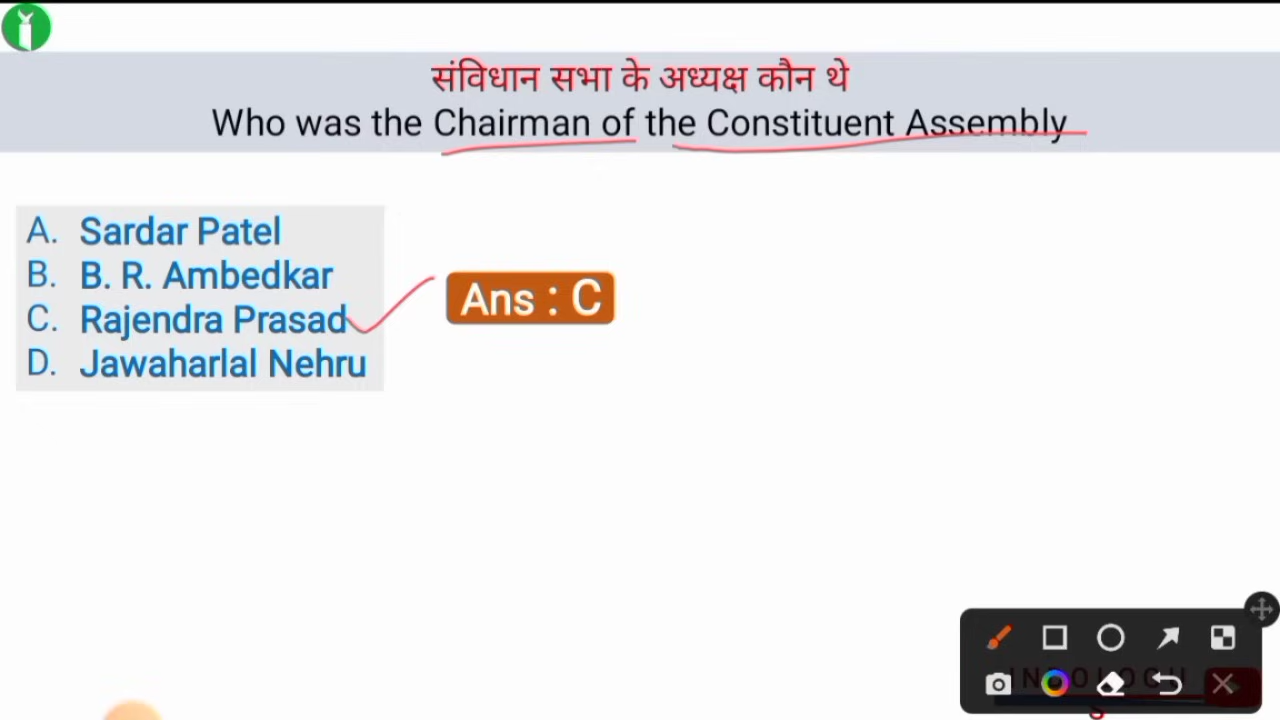 संविधान सभा के अध्यक्ष कौन थे
Who was the Chairman of the Constituent Assembly
A. Sardar Patel
B. B. R. Ambedkar
C. Rajendra Prasad
D. Jawaharlal Nehru
Ans : C